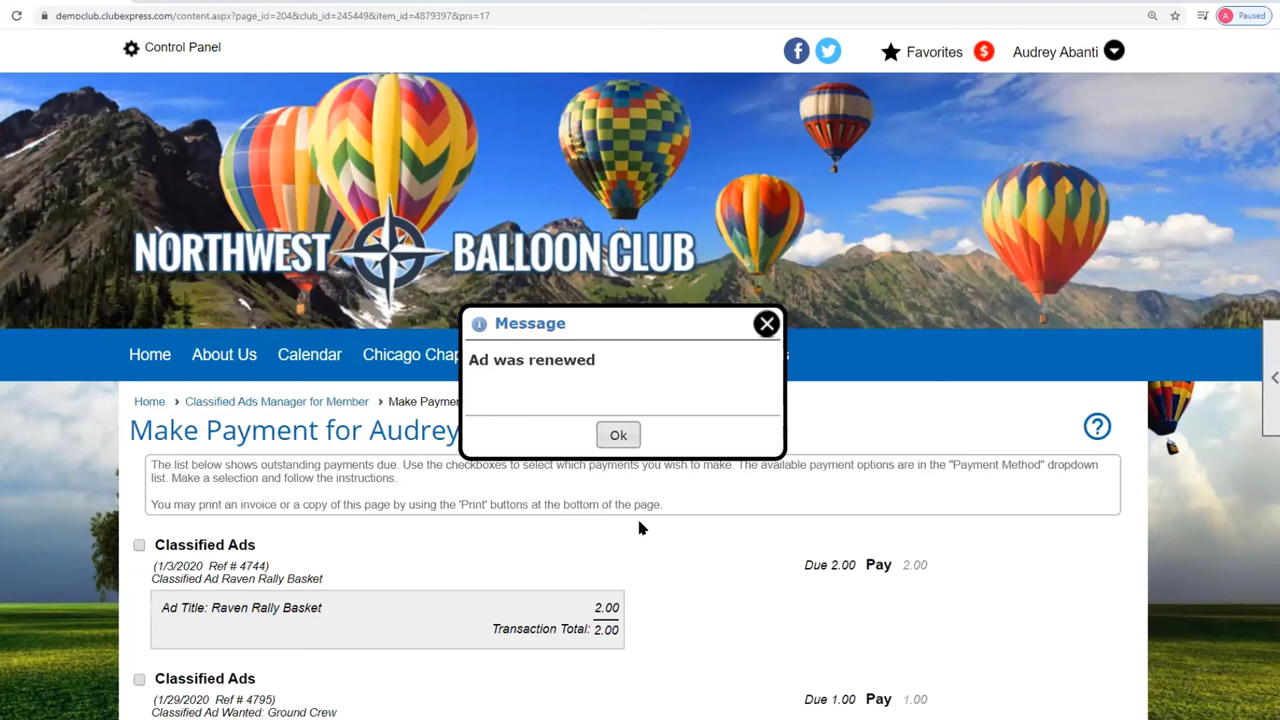 democlub.clubexpress.com/content.aspx?page_id=204&club_id=245449&item_id=4879397&prs=17
A Paused
Control Panel
f
Favorites $ Audrey Abanti
NORTHWEST BALLOON CLUB
Home About Us Calendar Chicago Chap s
Message
Ad was renewed
Ok
Home > Classified Ads Manager for Member > Make Paymen
Make Payment for Audrey
?
The list below shows outstanding payments due. Use the checkboxes to select which payments you wish to make. The available payment options are in the "Payment Method" dropdown
list. Make a selection and follow the instructions.
You may print an invoice or a copy of this page by using the 'Print' buttons at the bottom of the page.
Classified Ads
(1/3/2020 Ref # 4744) Due 2.00 Pay 2.00
Classified Ad Raven Rally Basket
Ad Title: Raven Rally Basket 2.00
Transaction Total: 2.00
Classified Ads
(1/29/2020 Ref # 4795) Due 1.00 Pay 1.00
Classified Ad Wanted: Ground Crew